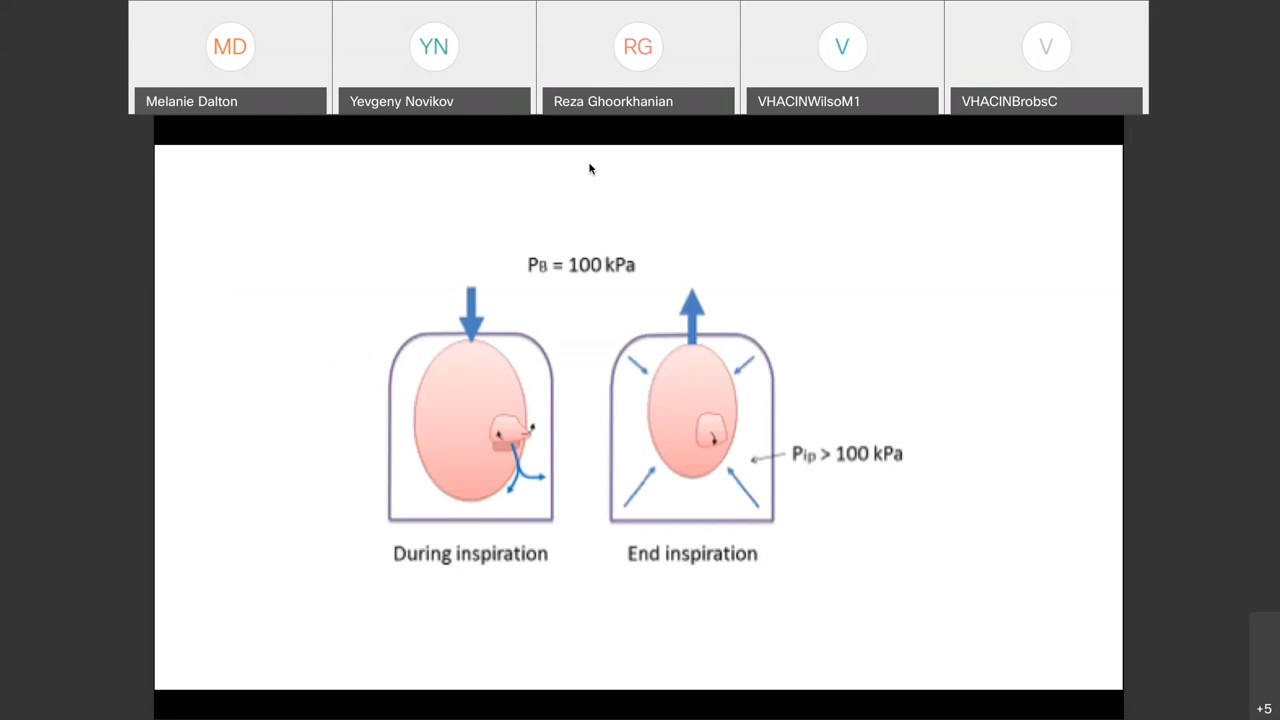 MD
YN
RG
V
V
Melanie Dalton
Yevgeny Novikov
Reza Ghoorkhanian
VHACINWilsoM1
VHACINBrobsC
PB = 100 kPa
Pip > 100 kPa
During inspiration
End inspiration
+5